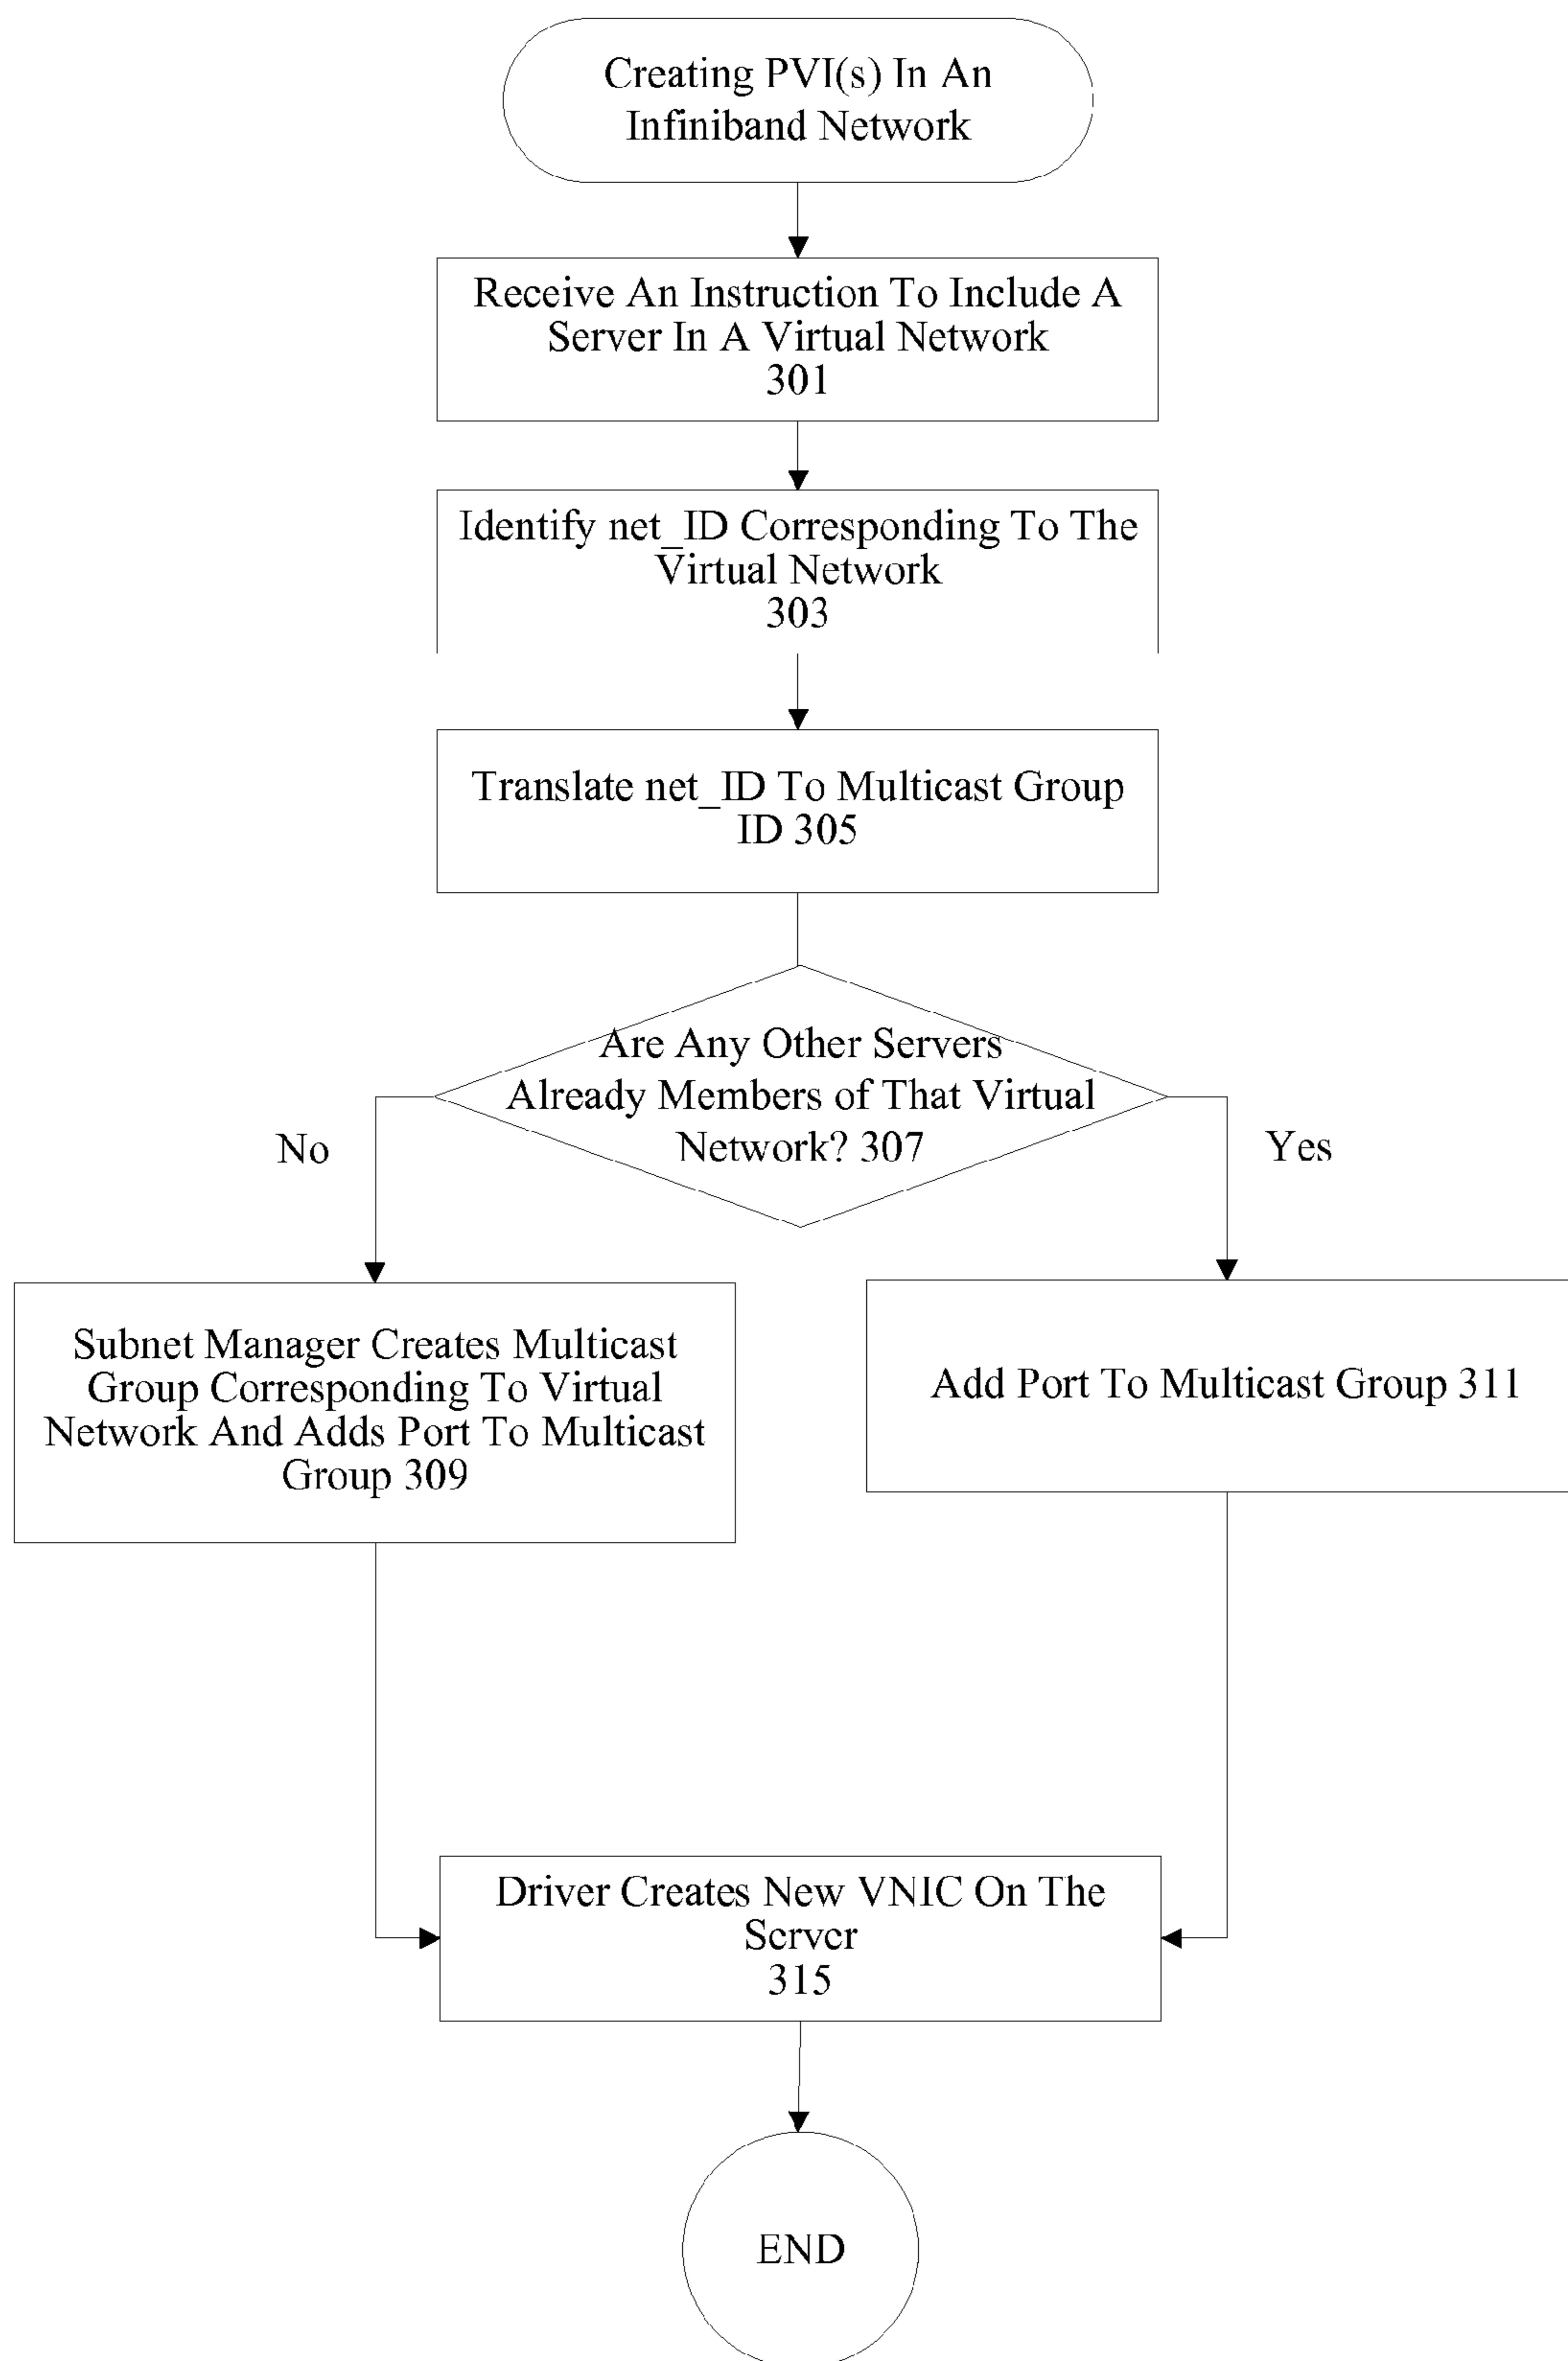 Creating PVI(s) In An
Infiniband Network
Receive An Instruction To Include A
Server In A Virtual Network
301
Identify net_ID Corresponding To The
Virtual Network
303
Translate net_ID To Multicast Group
ID 305
Are Any Other Servers
Already Members of That Virtual
Network? 307
No
Yes
Subnet Manager Creates Multicast
Group Corresponding To Virtual
Network And Adds Port To Multicast
Group 309
Add Port To Multicast Group 311
Driver Creates New VNIC On The
Server
315
END